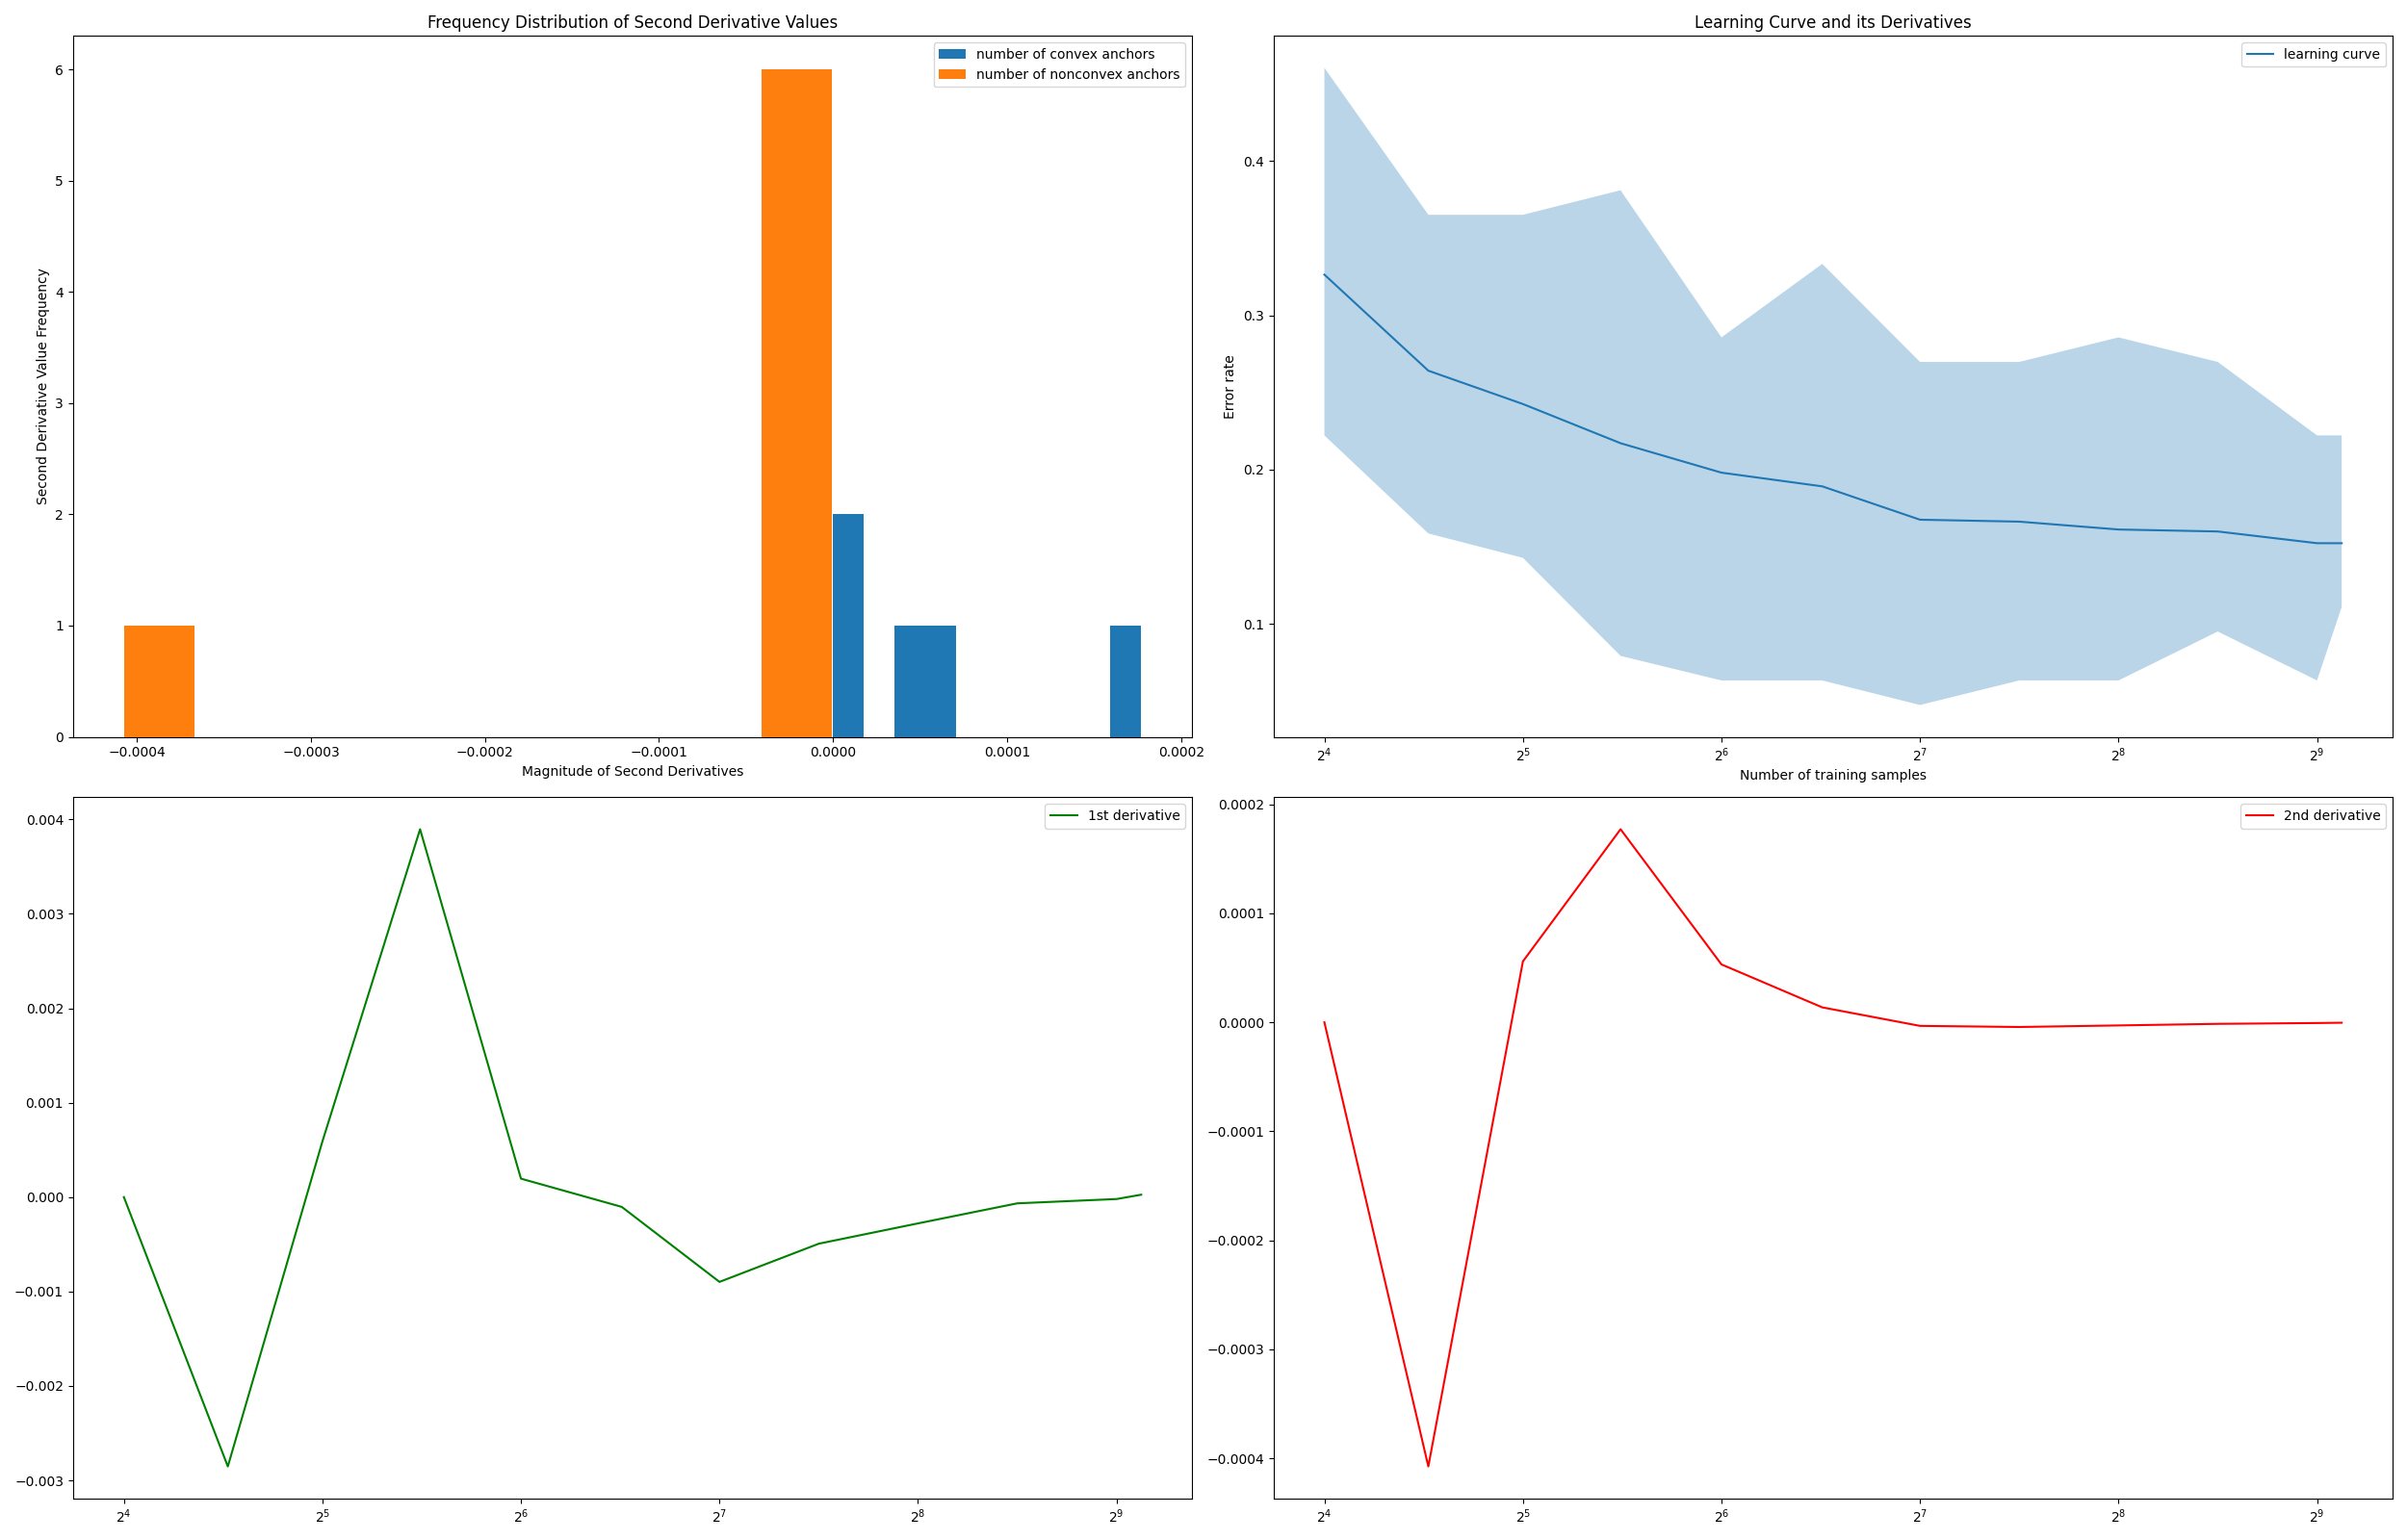 Frequency Distribution of Second Derivative Values
number of convex anchors
number of nonconvex anchors
Second Derivative Value Frequency
6
5
4
3
2
1
0
−0.0004 −0.0003 −0.0002 −0.0001 0.0000 0.0001 0.0002
Magnitude of Second Derivatives
Learning Curve and its Derivatives
learning curve
Error rate
0.4
0.3
0.2
0.1
2⁴ 2⁵ 2⁶ 2⁷ 2⁸ 2⁹
Number of training samples
1st derivative
0.004
0.003
0.002
0.001
0.000
−0.001
−0.002
−0.003
2⁴ 2⁵ 2⁶ 2⁷ 2⁸ 2⁹
2nd derivative
0.0002
0.0001
0.0000
−0.0001
−0.0002
−0.0003
−0.0004
2⁴ 2⁵ 2⁶ 2⁷ 2⁸ 2⁹